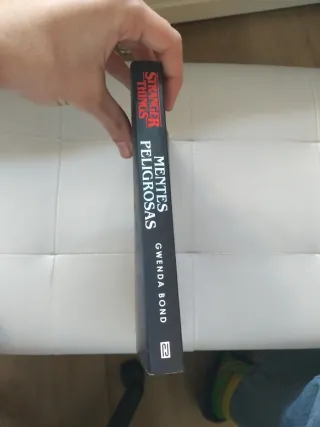 STRANGER
THINGS
MENTES
PELIGROSAS
GWENDA BOND